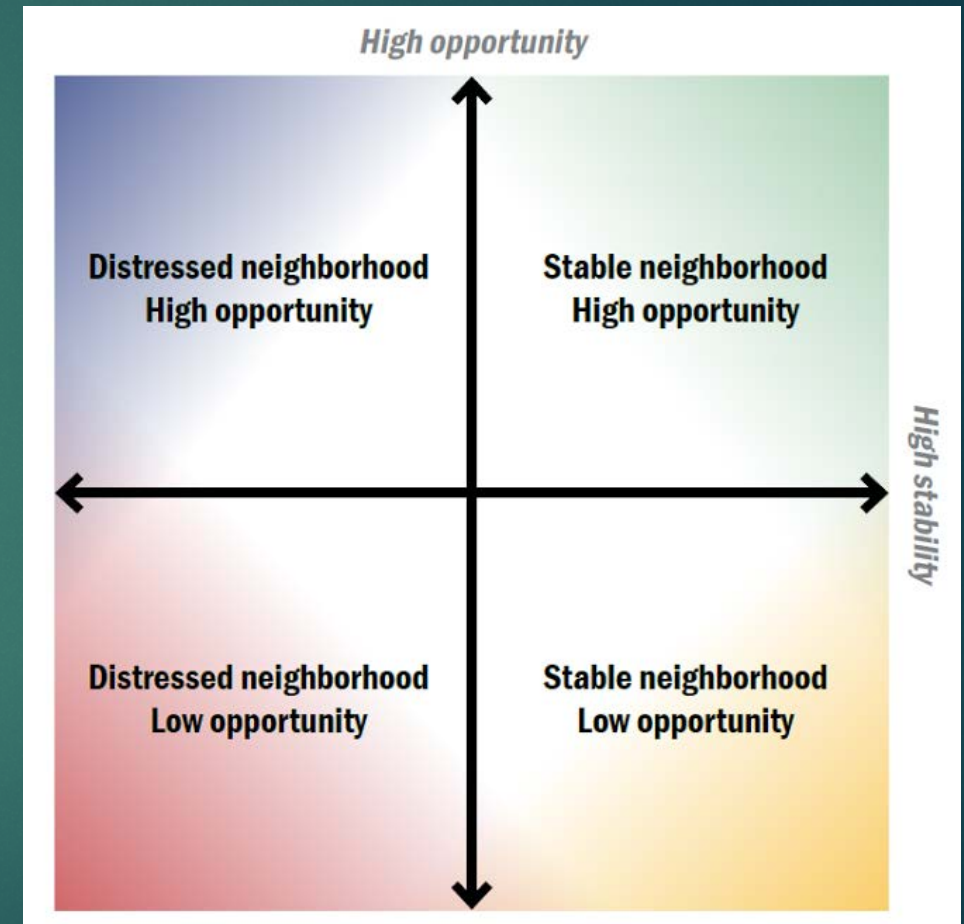 High opportunity
Distressed neighborhood
High opportunity
Stable neighborhood
High opportunity
High stability
Distressed neighborhood
Low opportunity
Stable neighborhood
Low opportunity